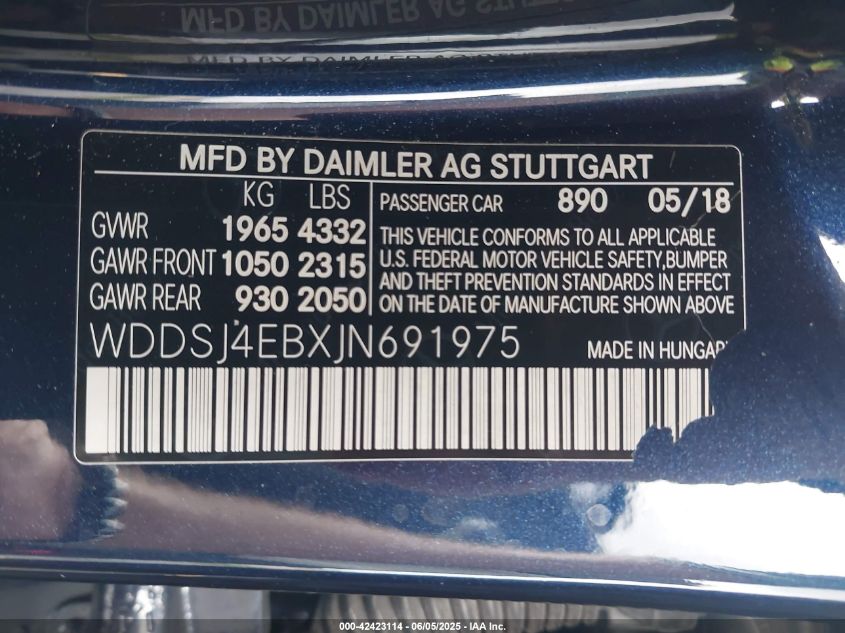 MFD BY DAIMLER AG STUTTGART
KG LBS
GVWR 1965 4332
GAWR FRONT 1050 2315
GAWR REAR 930 2050
PASSENGER CAR 890 05/18
THIS VEHICLE CONFORMS TO ALL APPLICABLE
U.S. FEDERAL MOTOR VEHICLE SAFETY,BUMPER
AND THEFT PREVENTION STANDARDS IN EFFECT
ON THE DATE OF MANUFACTURE SHOWN ABOVE
WDDSJ4EBXJN691975
MADE IN HUNGAR
000-42423114 - 06/05/2025 - IAA Inc.